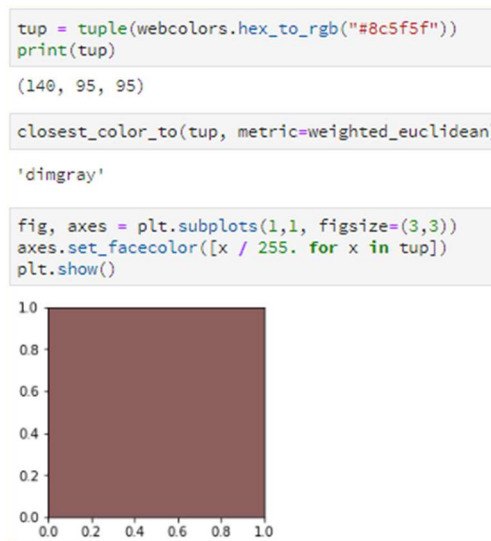 tup = tuple(webcolors.hex_to_rgb("#8c5f5f"))
print(tup)
(140, 95, 95)
closest_color_to(tup, metric=weighted_euclidean)
'dimgray'
fig, axes = plt.subplots(1,1, figsize=(3,3))
axes.set_facecolor([x / 255. for x in tup])
plt.show()
1.0
0.8
0.6
0.4
0.2
0.0
0.0 0.2 0.4 0.6 0.8 1.0